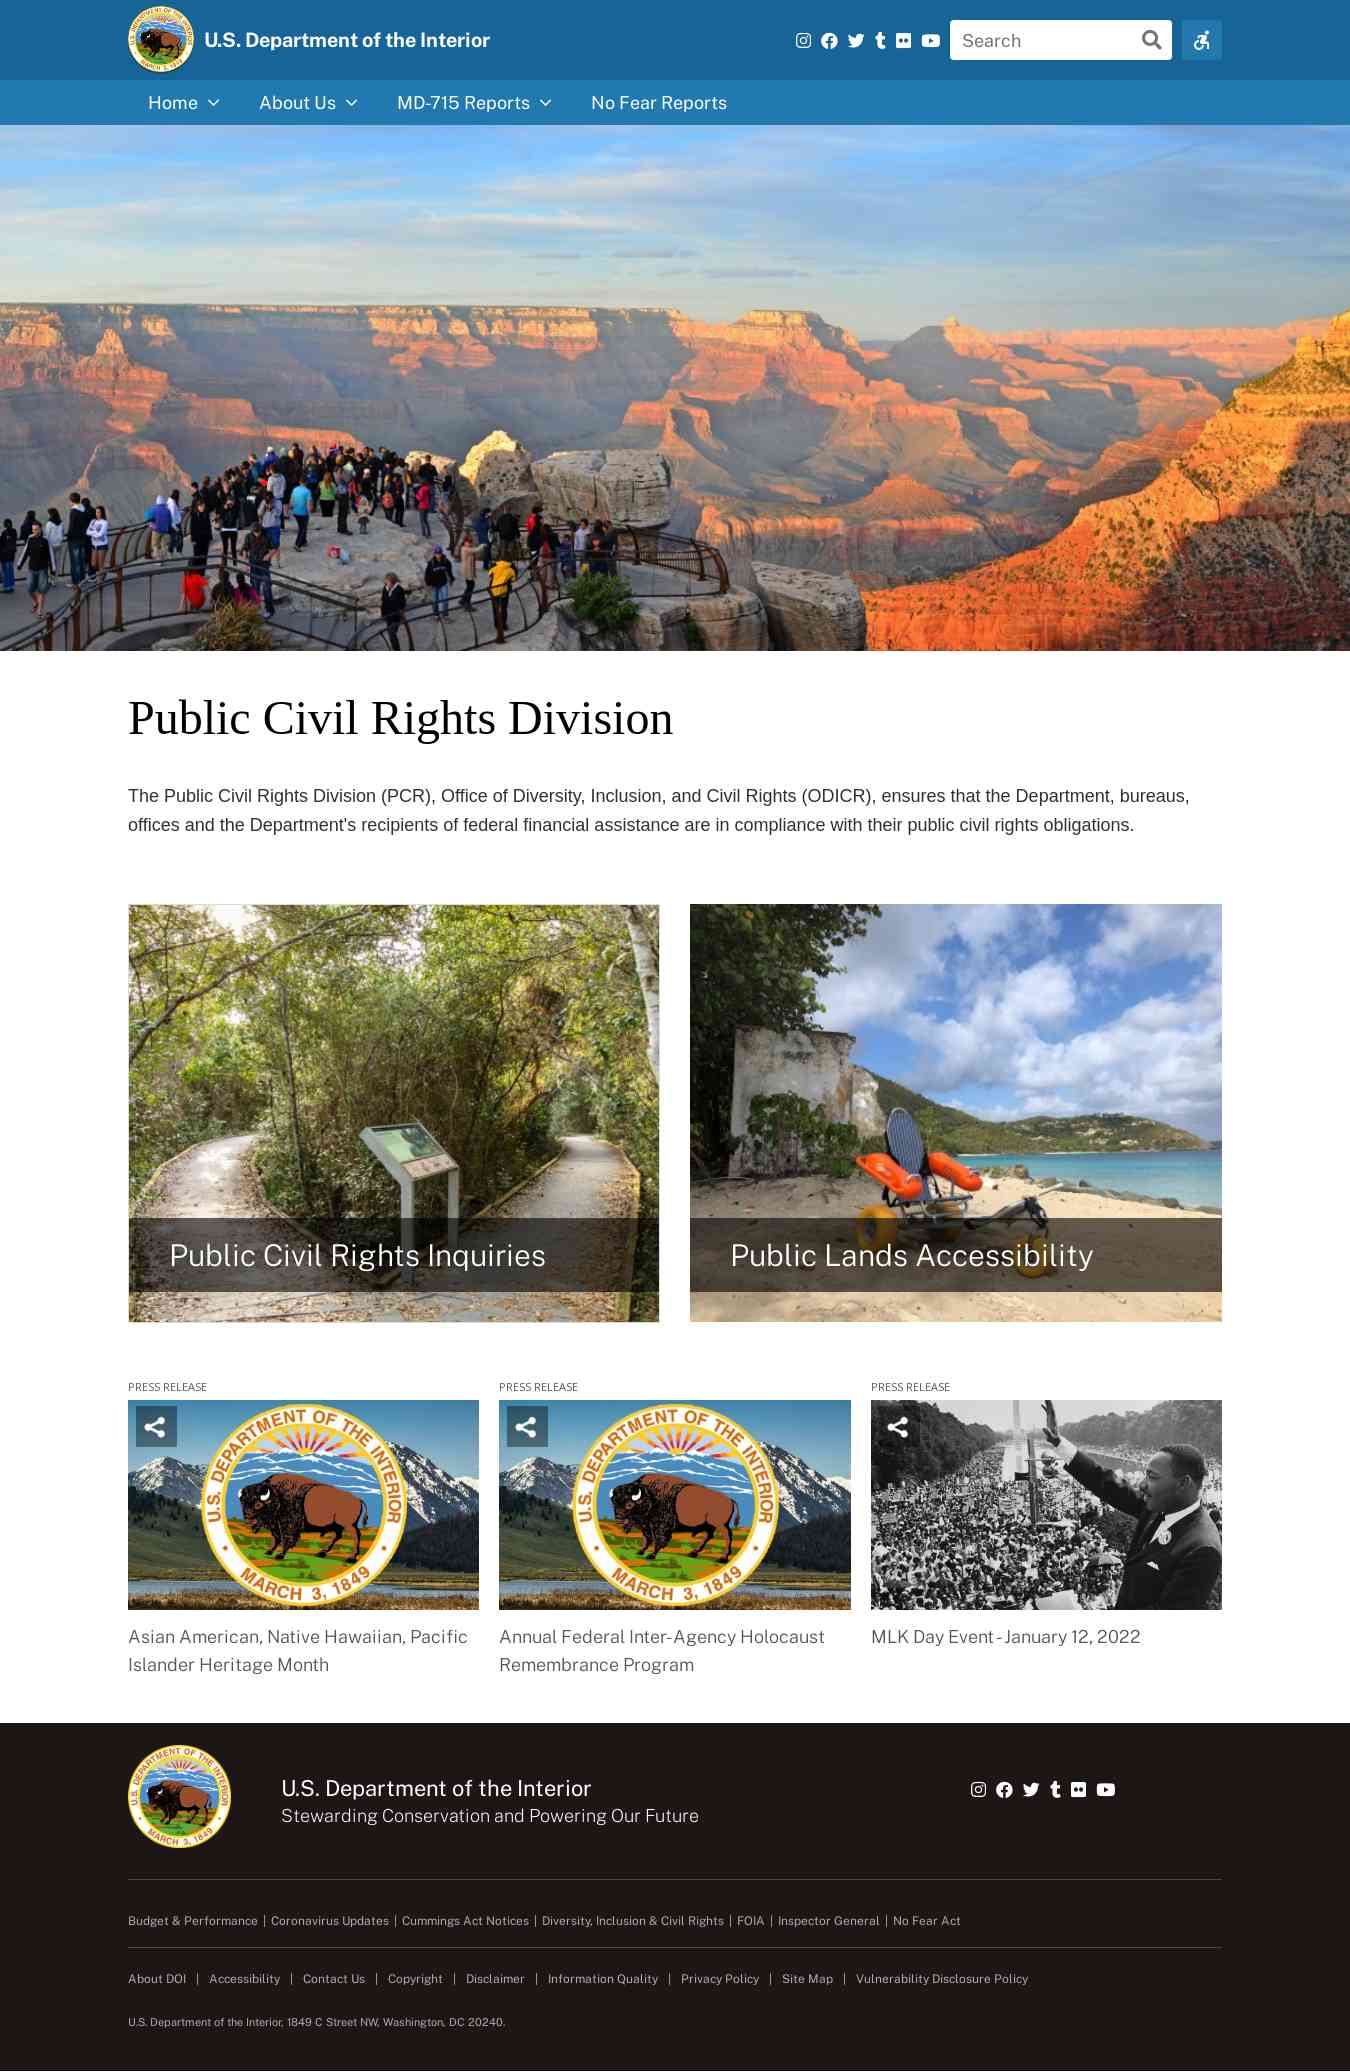 U.S. Department of the Interior
Search
Home
About Us
MD-715 Reports
No Fear Reports
Public Civil Rights Division
The Public Civil Rights Division (PCR), Office of Diversity, Inclusion, and Civil Rights (ODICR), ensures that the Department, bureaus,
offices and the Department's recipients of federal financial assistance are in compliance with their public civil rights obligations.
Public Civil Rights Inquiries
Public Lands Accessibility
PRESS RELEASE
PRESS RELEASE
PRESS RELEASE
U.S. DEPARTMENT OF THE INTERIOR
MARCH 3, 1849
U.S. DEPARTMENT OF THE INTERIOR
MARCH 3, 1849
Asian American, Native Hawaiian, Pacific
Islander Heritage Month
Annual Federal Inter-Agency Holocaust
Remembrance Program
MLK Day Event - January 12, 2022
U.S. DEPARTMENT OF THE INTERIOR
MARCH 3, 1849
U.S. Department of the Interior
Stewarding Conservation and Powering Our Future
Budget & Performance | Coronavirus Updates | Cummings Act Notices | Diversity, Inclusion & Civil Rights | FOIA | Inspector General | No Fear Act
About DOI | Accessibility | Contact Us | Copyright | Disclaimer | Information Quality | Privacy Policy | Site Map | Vulnerability Disclosure Policy
U.S. Department of the Interior, 1849 C Street NW, Washington, DC 20240.